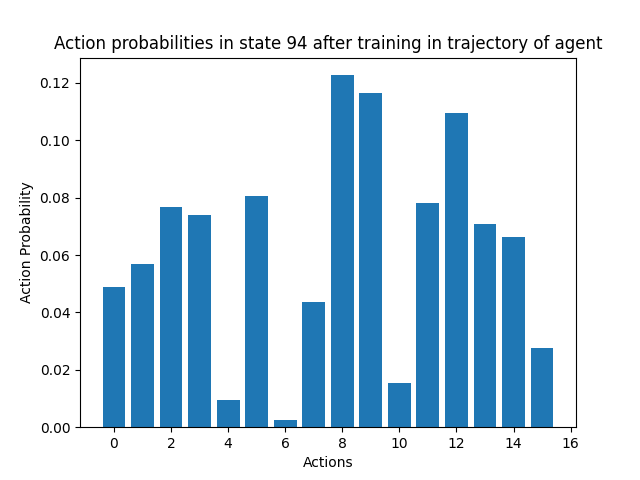 Action probabilities in state 94 after training in trajectory of agent
0.12
0.10
0.08
0.06
0.04
0.02
0.00
Action Probability
0 2 4 6 8 10 12 14 16
Actions